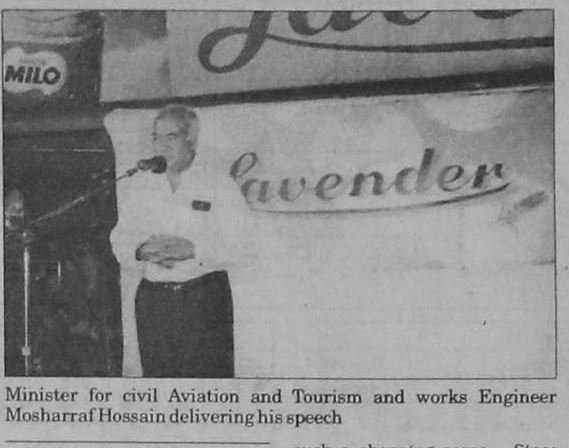 MILO
lavender
Minister for civil Aviation and Tourism and works Engineer
Mosharraf Hossain delivering his speech